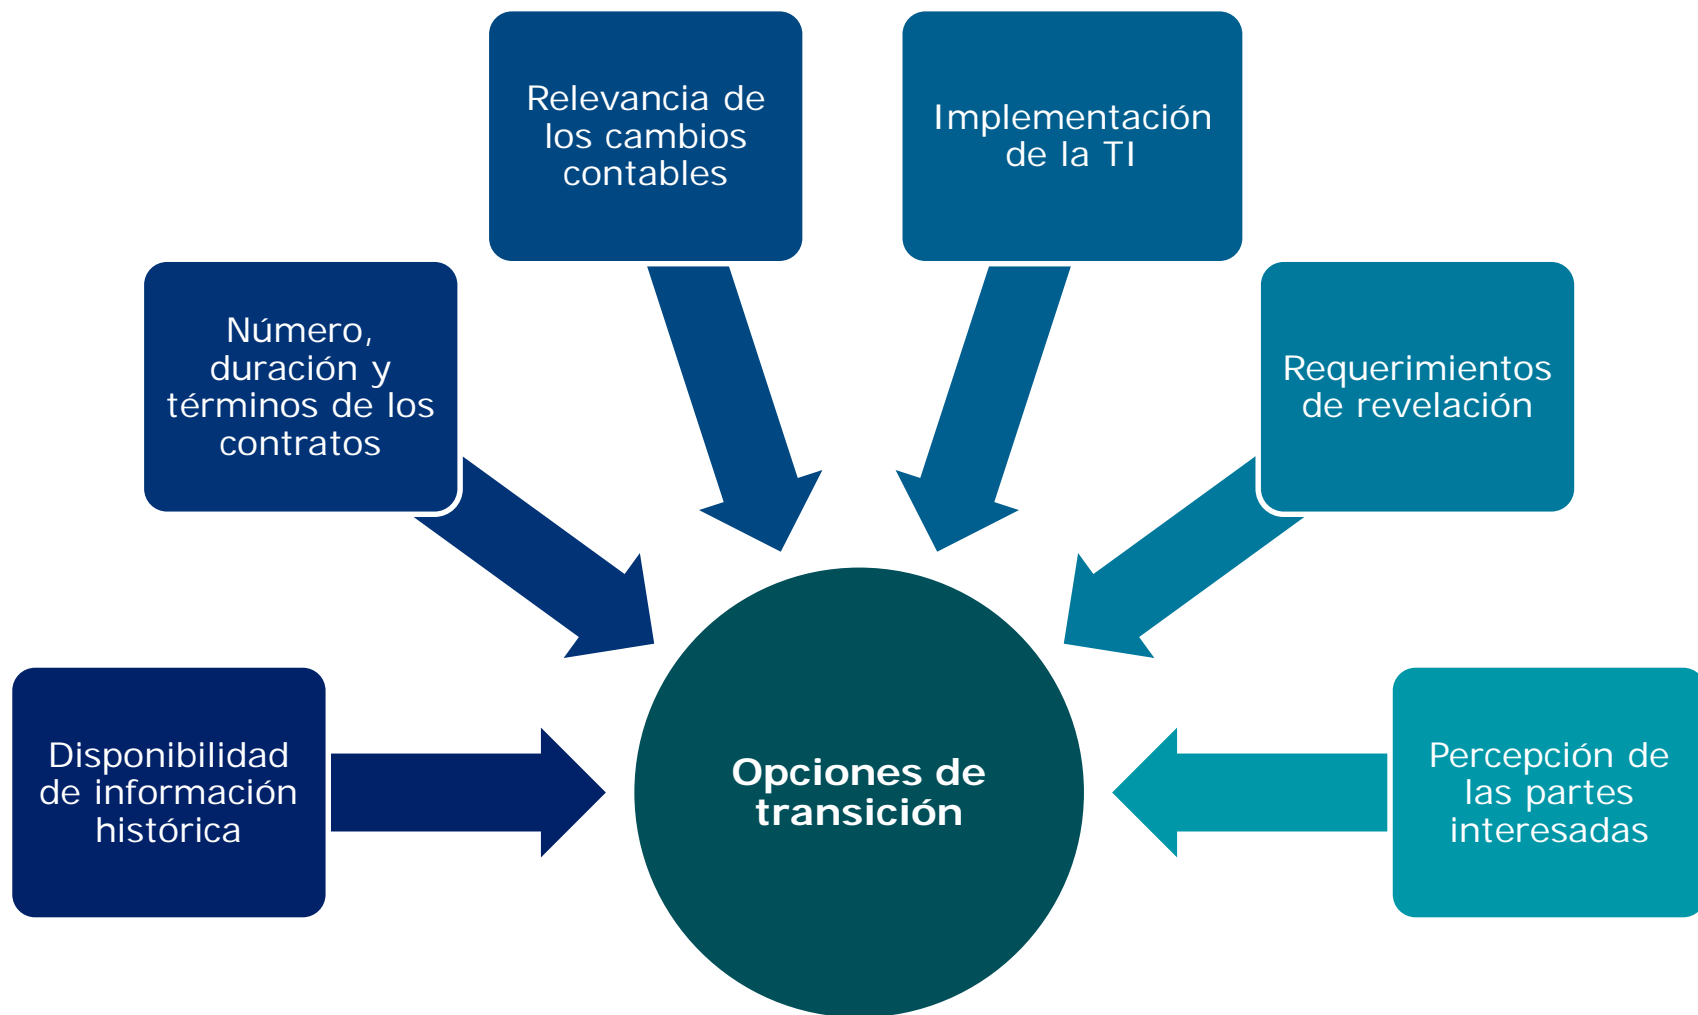 Relevancia de
los cambios
contables
Implementación
de la TI
Número,
duración y
términos de los
contratos
Requerimientos
de revelación
Disponibilidad
de información
histórica
Opciones de
transición
Percepción de
las partes
interesadas